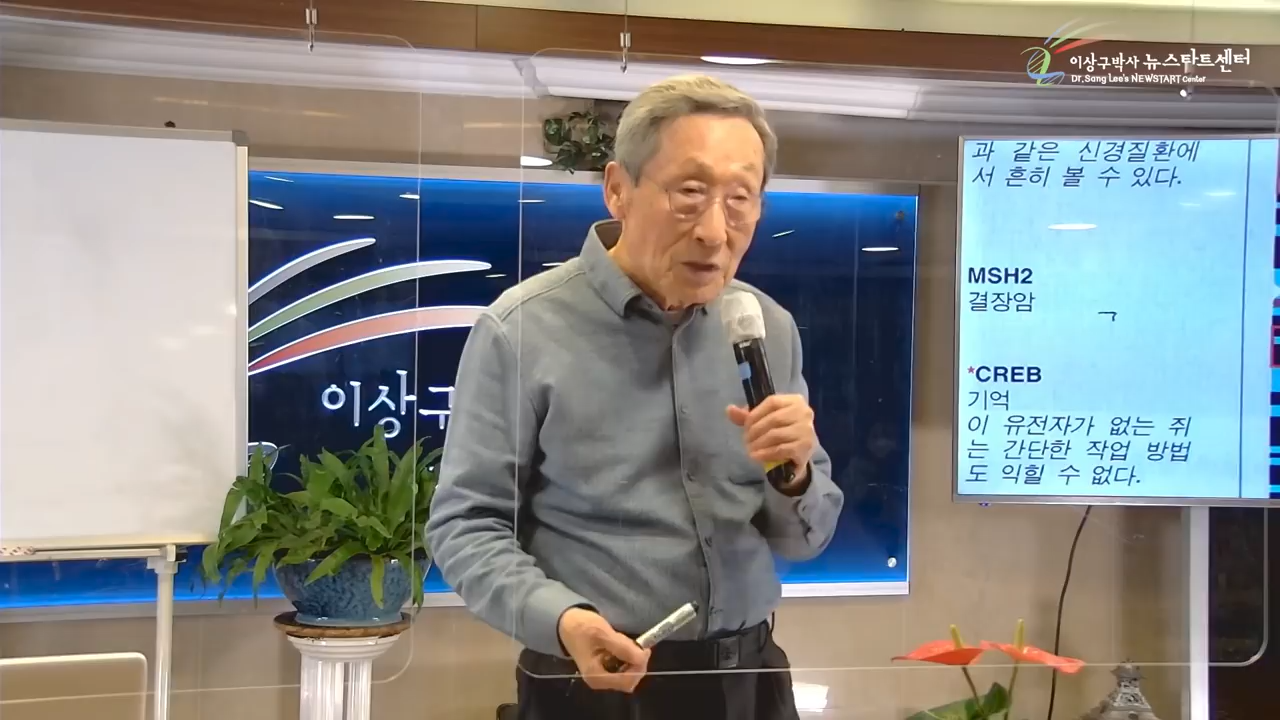 이상구박사 뉴스타트센터
Dr. Sang Lee's NEWSTART Center
과 같은 신경질환에
서 흔히 볼 수 있다.
MSH2
결장암
ㄱ
*CREB
기억
이 유전자가 없는 쥐
는 간단한 작업 방법
도 익힐 수 없다.
이상구